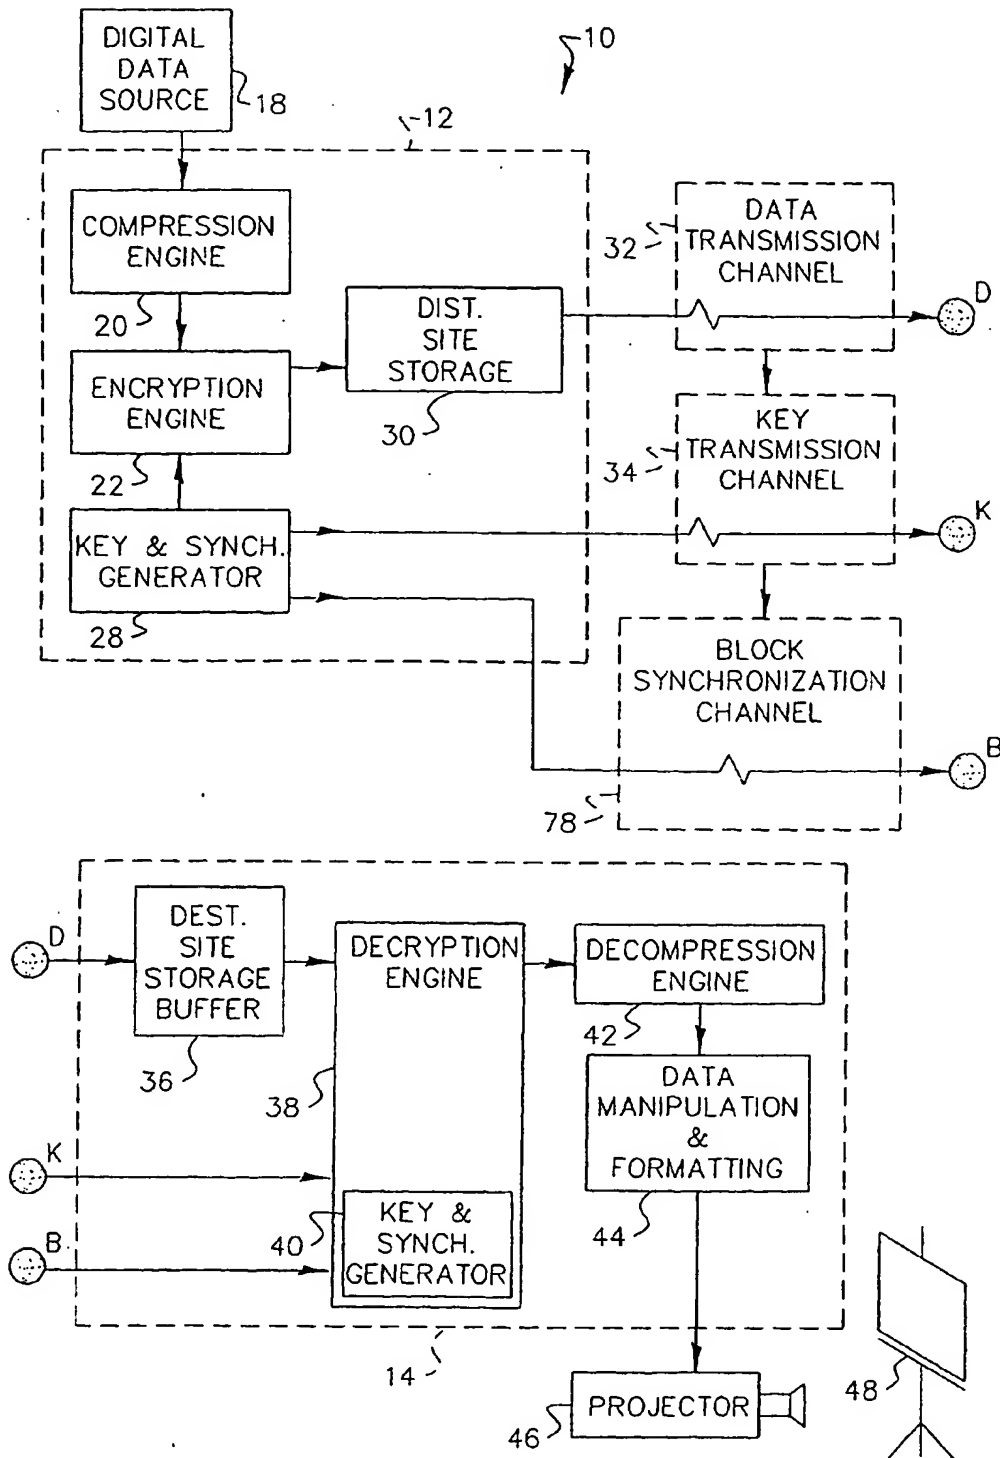 DIGITAL
DATA
SOURCE
18
10
12
COMPRESSION
ENGINE
20
ENCRYPTION
ENGINE
22
KEY & SYNCH.
GENERATOR
28
DIST.
SITE
STORAGE
30
DATA
TRANSMISSION
CHANNEL
32
D
KEY
TRANSMISSION
CHANNEL
34
K
BLOCK
SYNCHRONIZATION
CHANNEL
78
B
D
DEST.
SITE
STORAGE
BUFFER
36
DECRYPTION
ENGINE
38
DECOMPRESSION
ENGINE
42
DATA
MANIPULATION
&
FORMATTING
44
K
B
40
KEY &
SYNCH.
GENERATOR
14
PROJECTOR
46
48